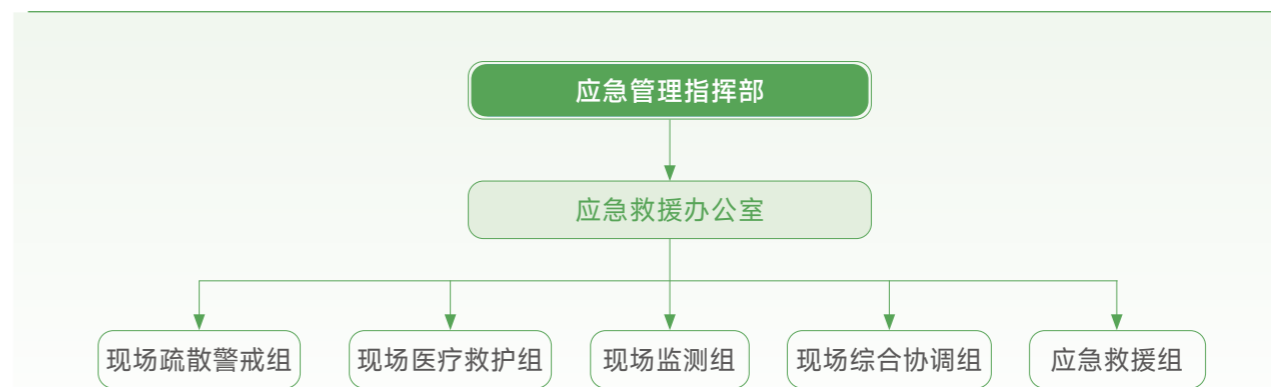 应急管理指挥部
应急救援办公室
现场疏散警戒组
现场医疗救护组
现场监测组
现场综合协调组
应急救援组